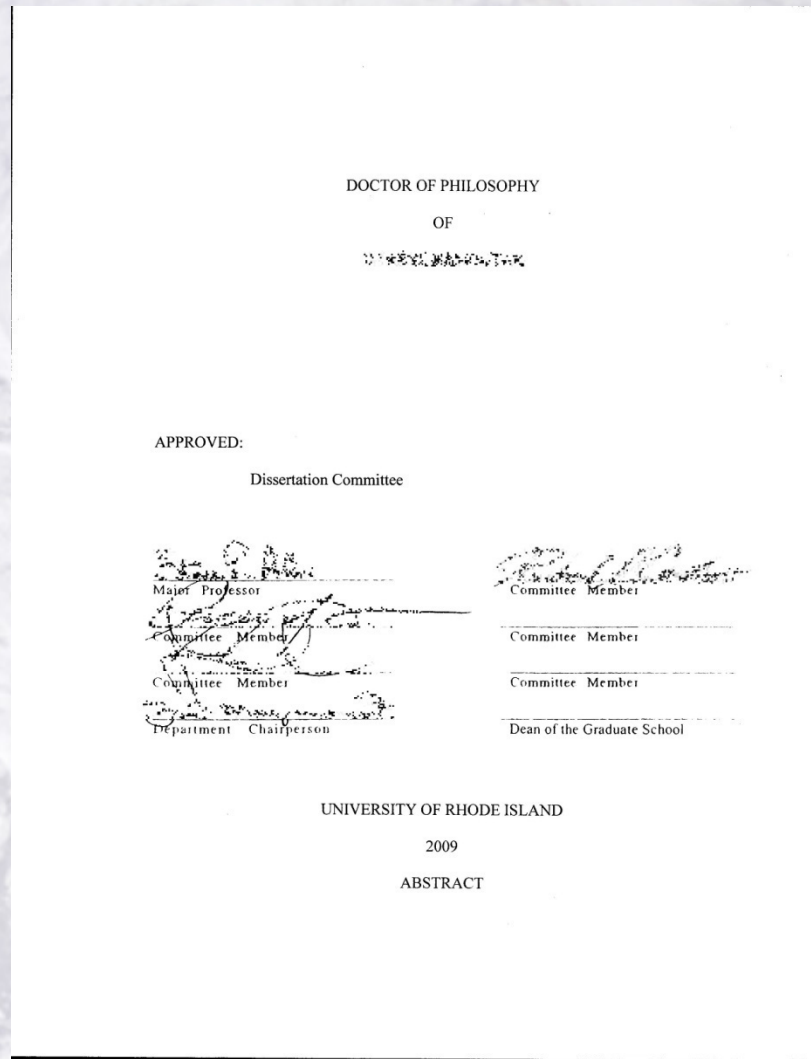 DOCTOR OF PHILOSOPHY
OF
APPROVED:
Dissertation Committee
Major Professor
Committee Member
Committee Member
Committee Member
Committee Member
Committee Member
Department Chairperson
Dean of the Graduate School
UNIVERSITY OF RHODE ISLAND
2009
ABSTRACT